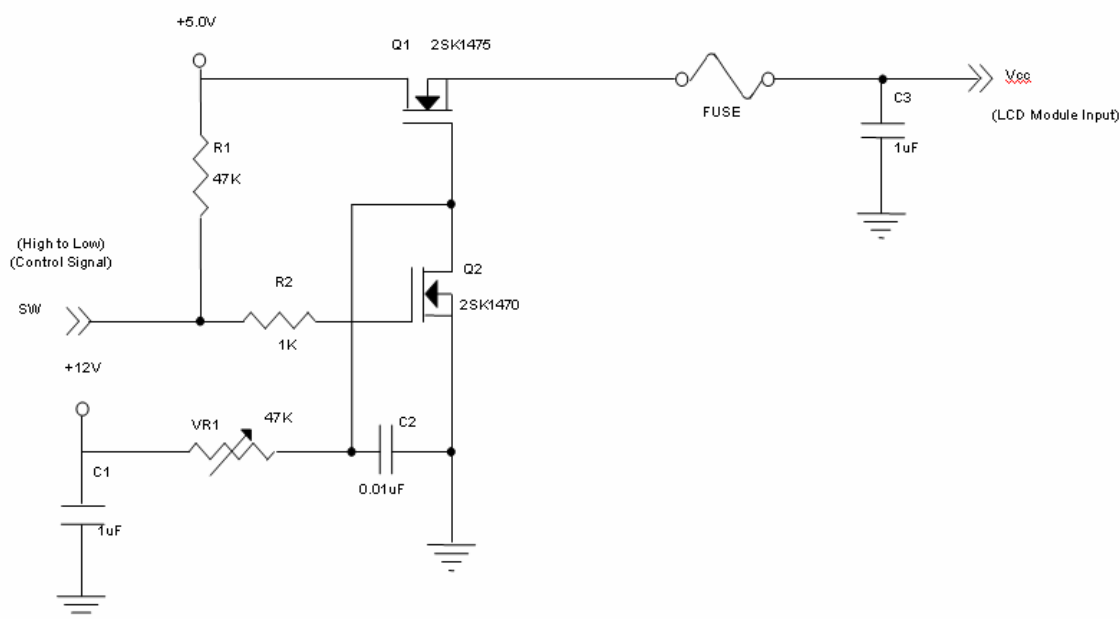 +5.0V
Q1 2SK1475
Vcc
C3
FUSE
(LCD Module Input)
R1
1uF
47K
(High to Low)
(Control Signal)
R2
Q2
SW
2SK1470
1K
+12V
VR1
47K
C2
C1
0.01uF
1uF